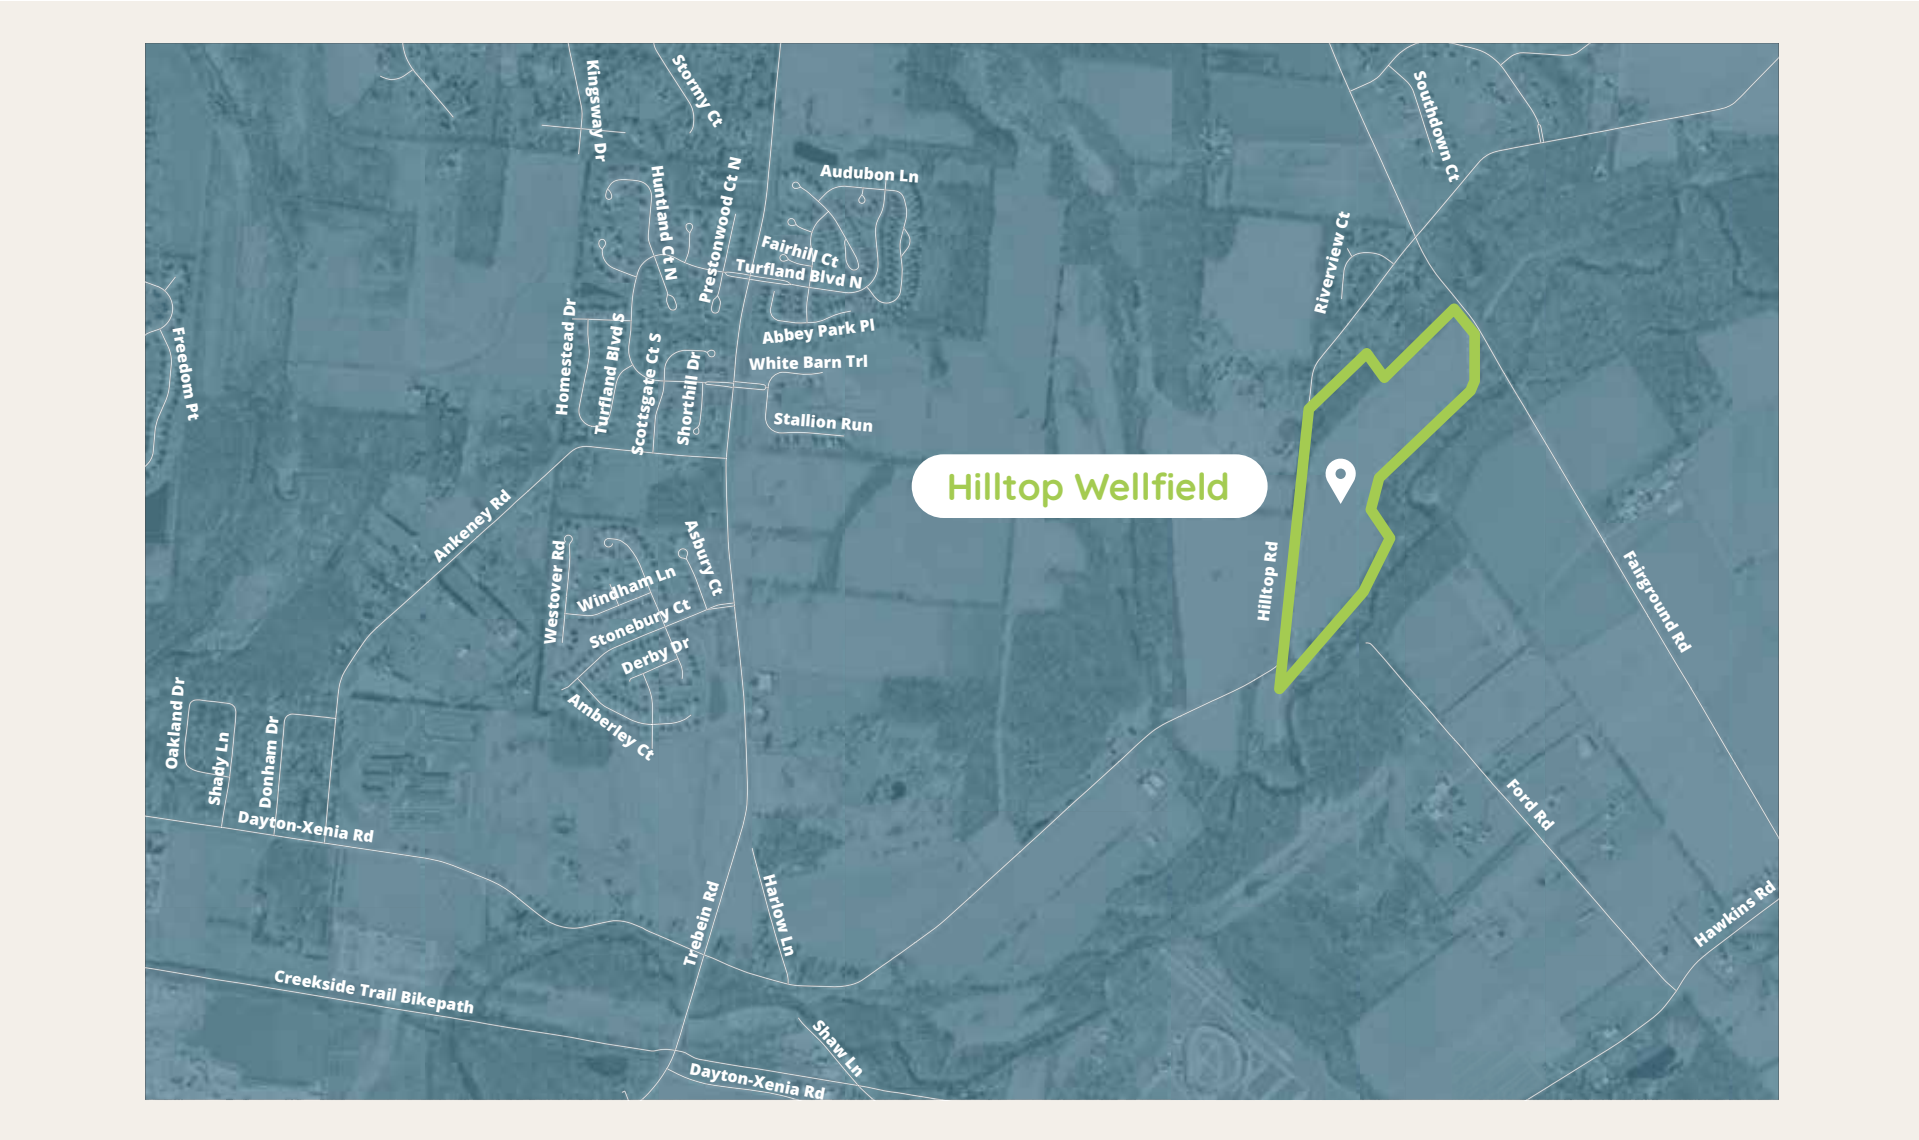 Kingsway Dr
Stormy Ct
Southdown Ct
Audubon Ln
Huntland Ct N
Prestonwood Ct N
Fairhill Ct
Turfland Blvd N
Riverview Ct
Abbey Park Pl
Homestead Dr
Turfland Blvd S
Scottsgate Ct S
Shorthill Dr
White Barn Trl
Freedom Pt
Stallion Run
Hilltop Wellfield
Ankeney Rd
Asbury Ct
Westover Rd
Windham Ln
Stonebury Ct
Derby Dr
Hilltop Rd
Fairground Rd
Amberley Ct
Oakland Dr
Shady Ln
Donham Dr
Dayton-Xenia Rd
Ford Rd
Trebein Rd
Harlow Ln
Hawkins Rd
Creekside Trail Bikepath
Shaw Ln
Dayton-Xenia Rd